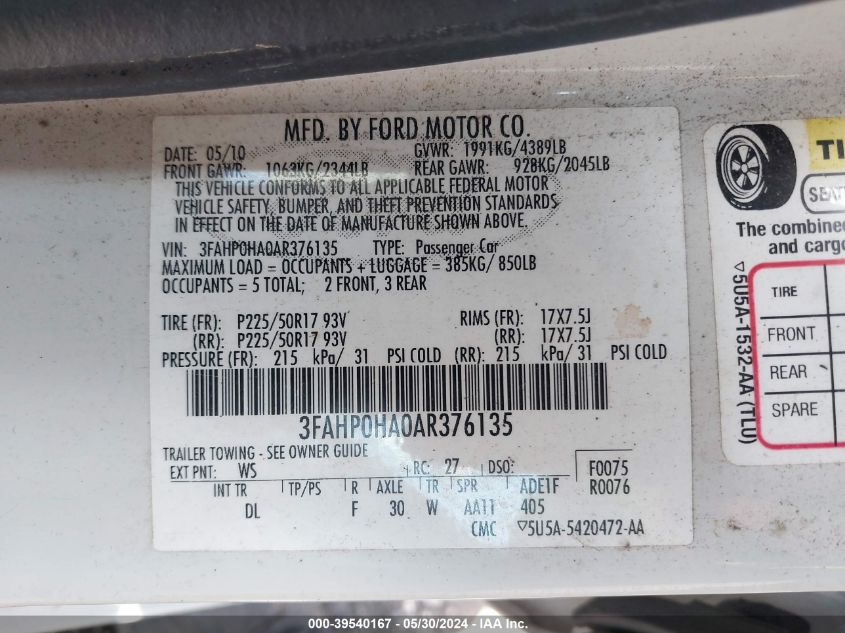 MFD. BY FORD MOTOR CO.
DATE: 05/10 GVWR: 1991KG/4389LB
FRONT GAWR: 1063KG/2344LB REAR GAWR: 928KG/2045LB
THIS VEHICLE CONFORMS TO ALL APPLICABLE FEDERAL MOTOR
VEHICLE SAFETY, BUMPER, AND THEFT PREVENTION STANDARDS
IN EFFECT ON THE DATE OF MANUFACTURE SHOWN ABOVE.
VIN: 3FAHP0HA0AR376135 TYPE: Passenger Car
MAXIMUM LOAD = OCCUPANTS + LUGGAGE = 385KG/ 850LB
OCCUPANTS = 5 TOTAL; 2 FRONT, 3 REAR
TIRE (FR): P225/50R17 93V RIMS (FR): 17X7.5J
(RR): P225/50R17 93V (RR): 17X7.5J
PRESSURE (FR): 215 kPa/ 31 PSI COLD (RR): 215 kPa/ 31 PSI COLD
3FAHP0HA0AR376135
TRAILER TOWING - SEE OWNER GUIDE
EXT PNT: WS RC: 27 DSO: F0075
INT TR TP/PS R AXLE TR SPR ADE1F R0076
DL F 30 W AA11 405
CMC ▽5U5A-5420472-AA
TI
SEAT
The combined
and cargo
TIRE
FRONT
REAR
SPARE
▽5U5A-1532-AA (TLU)
000-39540167 - 05/30/2024 - IAA Inc.